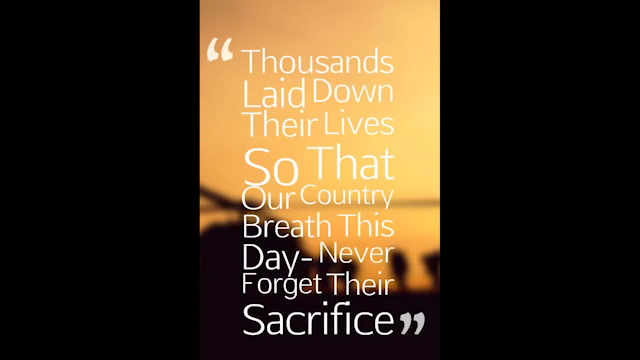 “ Thousands
Laid Down
Their Lives
So That
Our Country
Breath This
Day- Never
Forget Their
Sacrifice ”